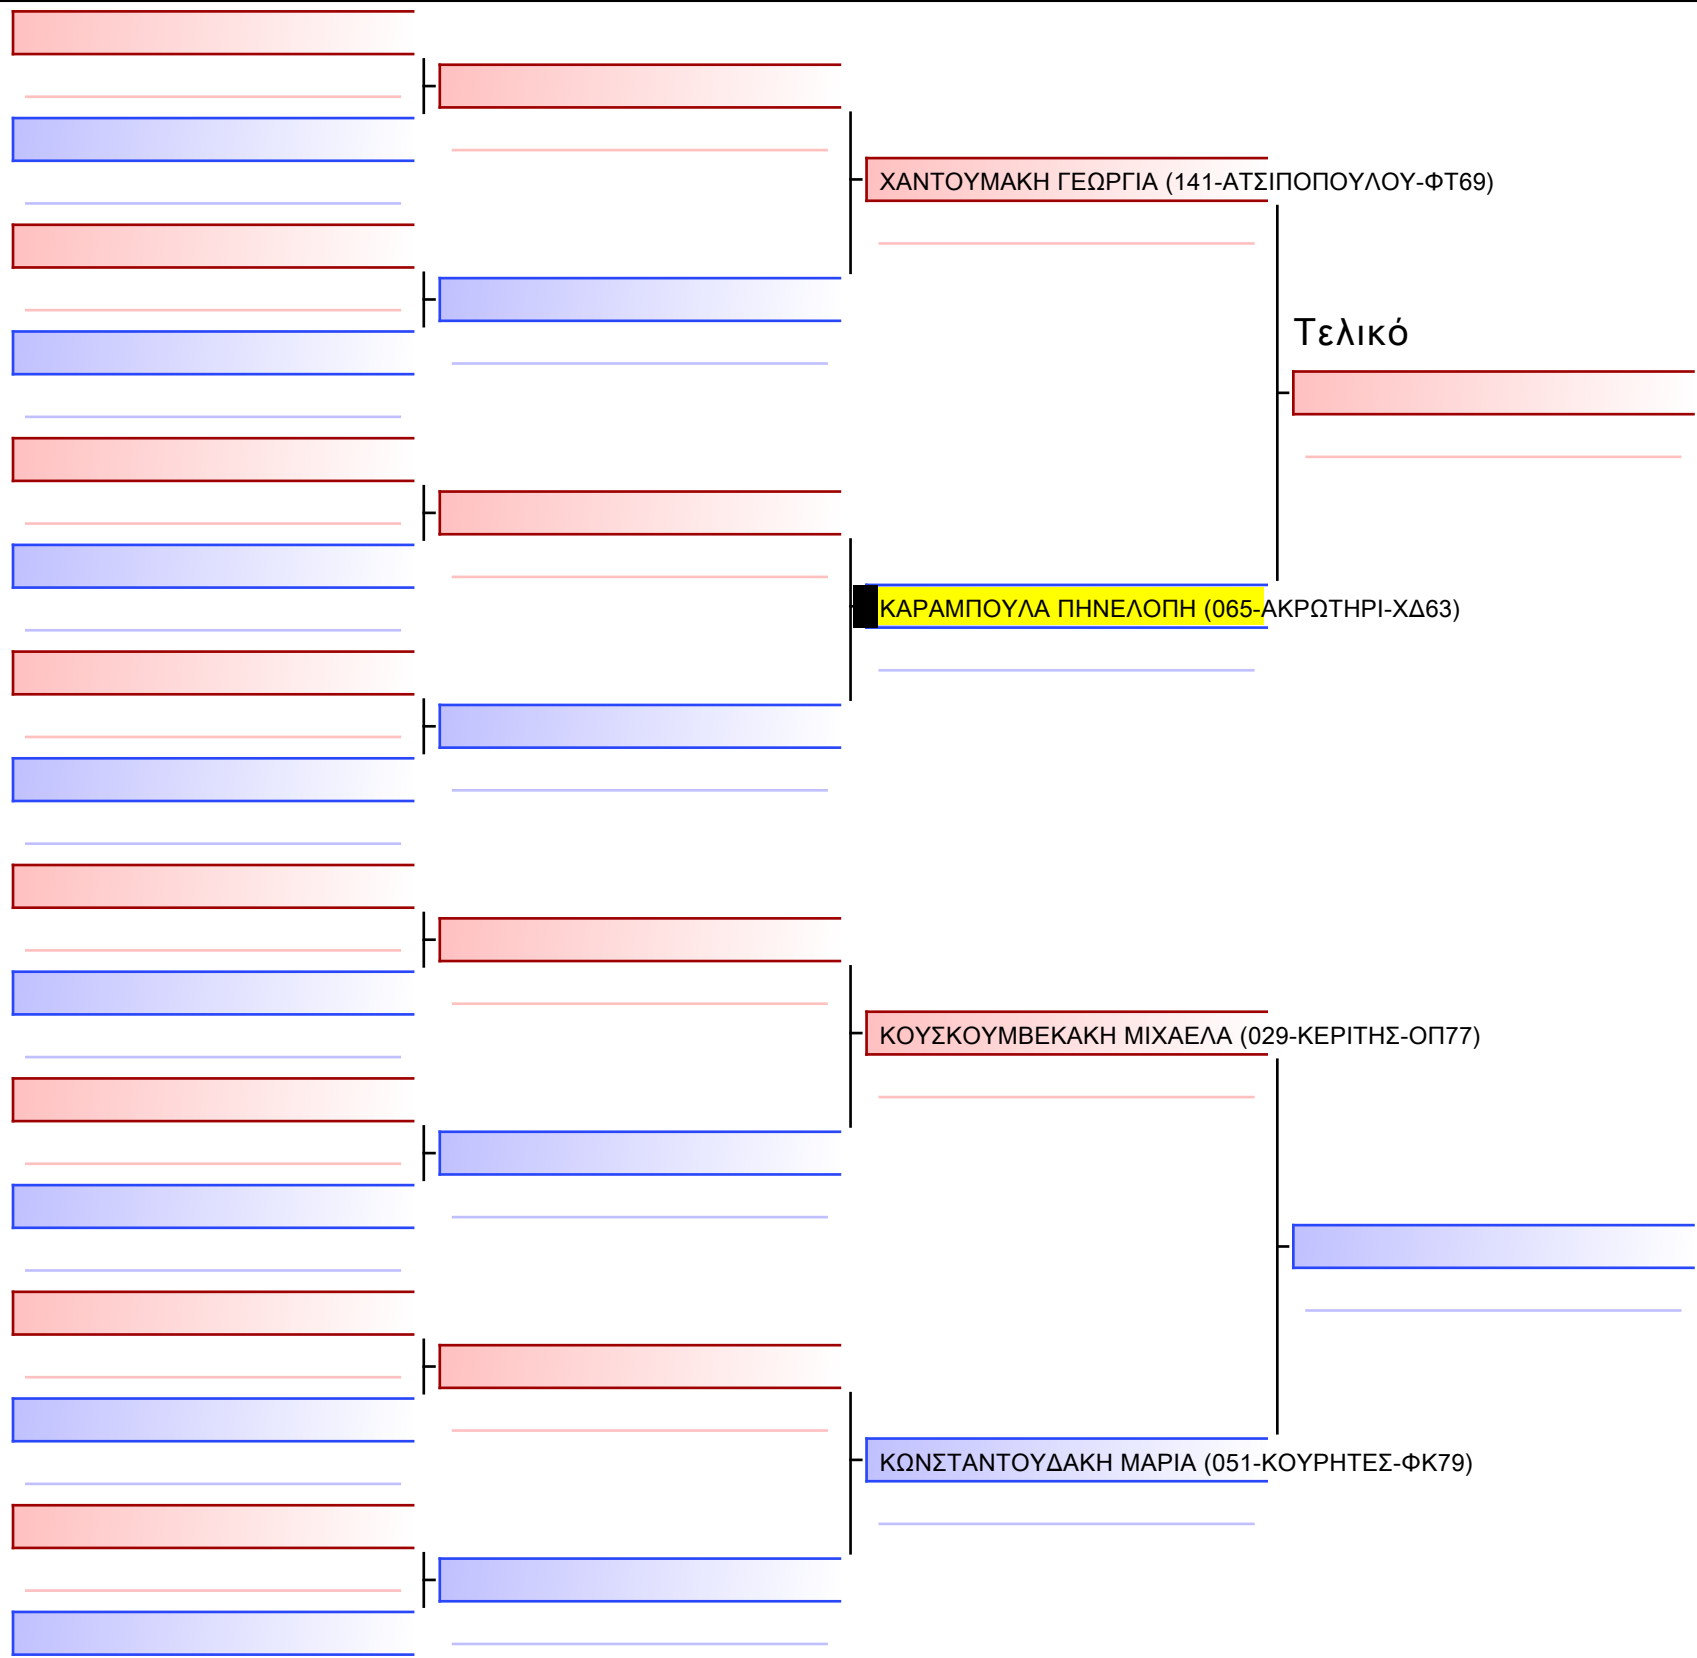 ΧΑΝΤΟΥΜΑΚΗ ΓΕΩΡΓΙΑ (141-ΑΤΣΙΠΟΠΟΥΛΟΥ-ΦΤ69)
Τελικό
ΚΑΡΑΜΠΟΥΛΑ ΠΗΝΕΛΟΠΗ (065-ΑΚΡΩΤΗΡΙ-ΧΔ63)
ΚΟΥΣΚΟΥΜΒΕΚΑΚΗ ΜΙΧΑΕΛΑ (029-ΚΕΡΙΤΗΣ-ΟΠ77)
ΚΩΝΣΤΑΝΤΟΥΔΑΚΗ ΜΑΡΙΑ (051-ΚΟΥΡΗΤΕΣ-ΦΚ79)